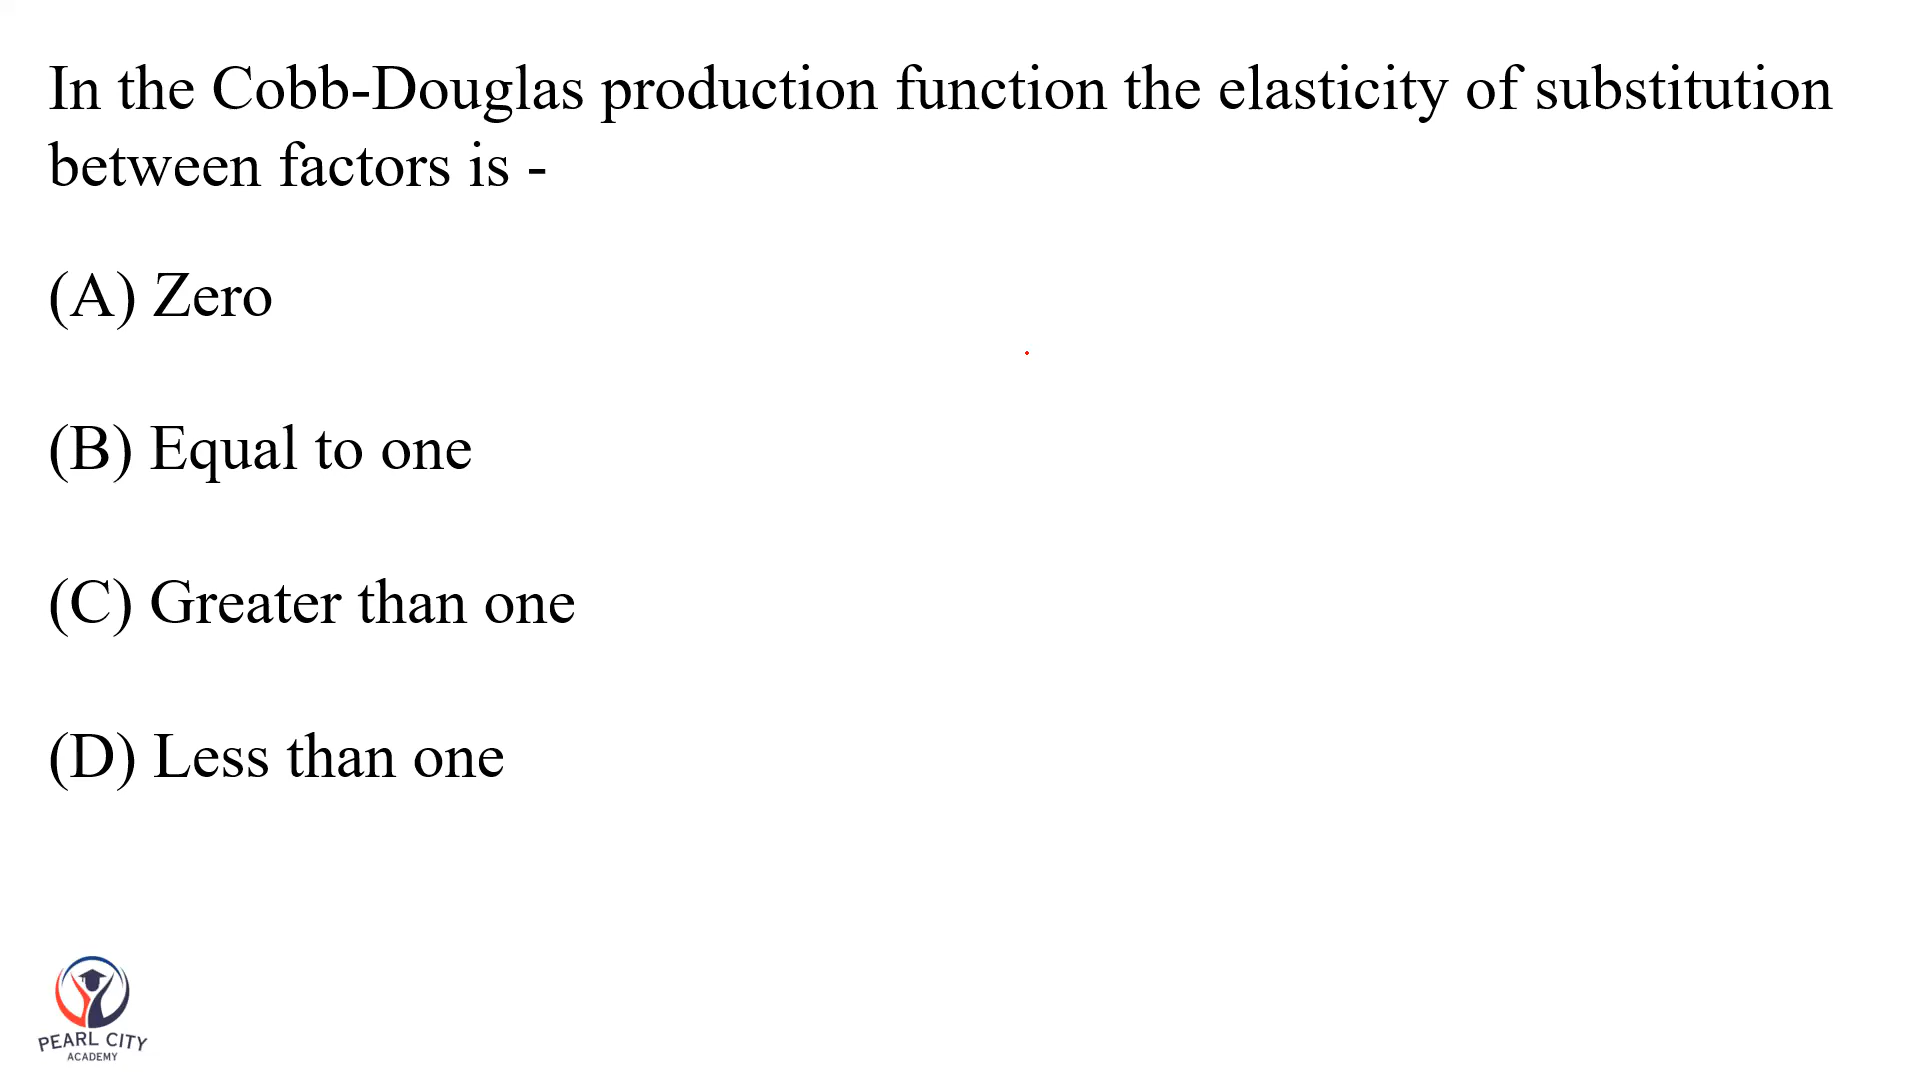 In the Cobb-Douglas production function the elasticity of substitution
between factors is -
(A) Zero
(B) Equal to one
(C) Greater than one
(D) Less than one
PEARL CITY
ACADEMY